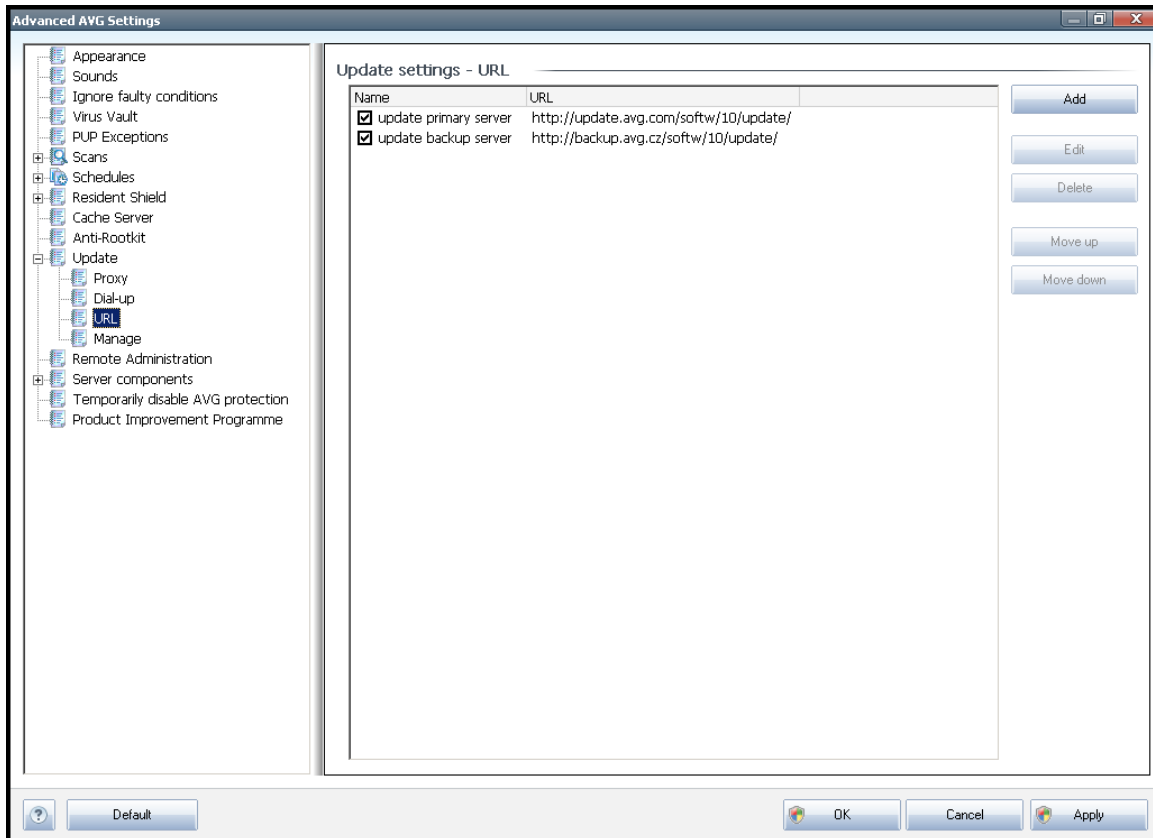 Advanced AVG Settings
Appearance
Sounds
Ignore faulty conditions
Virus Vault
PUP Exceptions
Scans
Schedules
Resident Shield
Cache Server
Anti-Rootkit
Update
Proxy
Dial-up
URL
Manage
Remote Administration
Server components
Temporarily disable AVG protection
Product Improvement Programme
Update settings - URL
Name URL
update primary server http://update.avg.com/softw/10/update/
update backup server http://backup.avg.cz/softw/10/update/
Add
Edit
Delete
Move up
Move down
? Default OK Cancel Apply